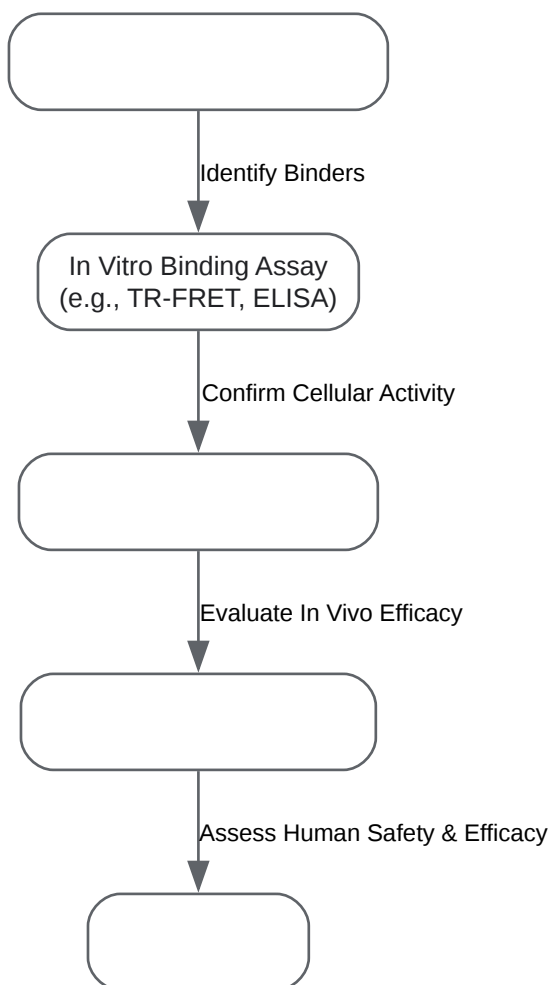 Identify Binders
In Vitro Binding Assay
(e.g., TR-FRET, ELISA)
Confirm Cellular Activity
Evaluate In Vivo Efficacy
Assess Human Safety & Efficacy